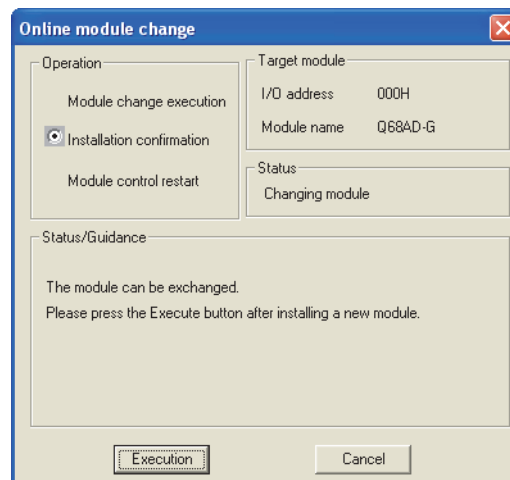 Online module change
Operation
Module change execution
Installation confirmation
Module control restart
Target module
I/O address 000H
Module name Q68AD-G
Status
Changing module
Status/Guidance
The module can be exchanged.
Please press the Execute button after installing a new module.
Execution Cancel